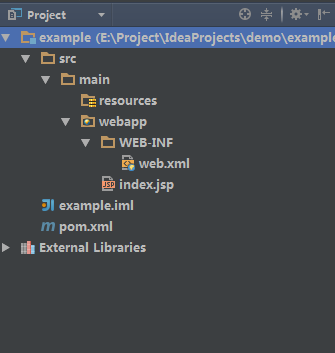 Project
example (E:\Project\IdeaProjects\demo\example
src
main
resources
webapp
WEB-INF
web.xml
index.jsp
example.iml
pom.xml
External Libraries